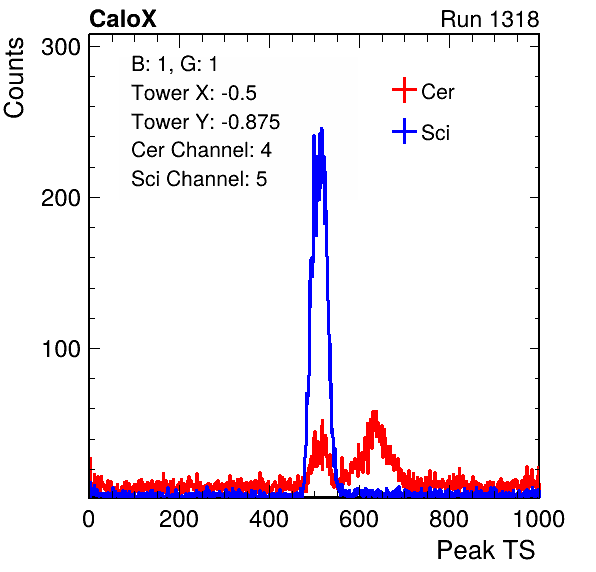 CaloX Run 1318
Counts
300
200
100
B: 1, G: 1
Tower X: -0.5
Tower Y: -0.875
Cer Channel: 4
Sci Channel: 5
Cer
Sci
0 200 400 600 800 1000
Peak TS